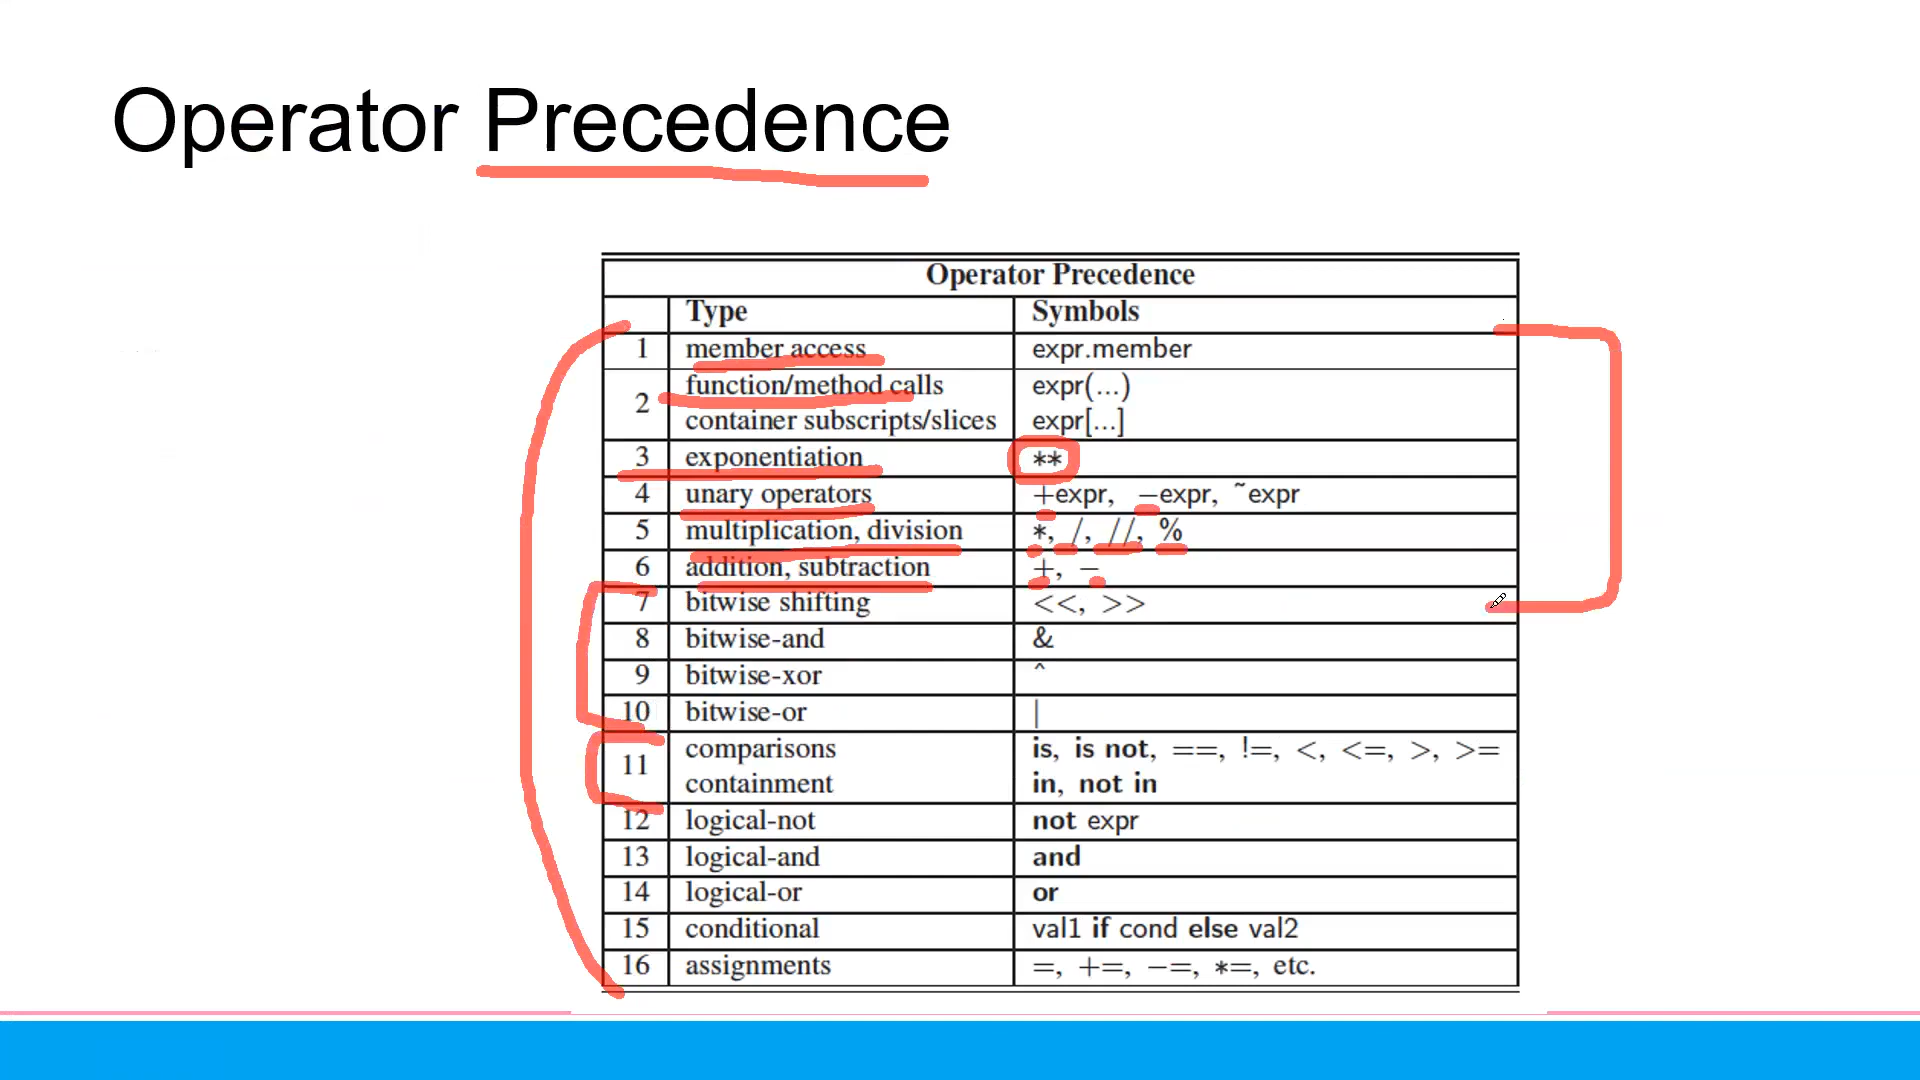 Operator Precedence
Operator Precedence
Type Symbols
1 member access expr.member
2 function/method calls expr(...)
container subscripts/slices expr[...]
3 exponentiation **
4 unary operators +expr, −expr, ˜expr
5 multiplication, division *, /, //, %
6 addition, subtraction +, −
7 bitwise shifting <<, >>
8 bitwise-and &
9 bitwise-xor ^
10 bitwise-or |
11 comparisons is, is not, ==, !=, <, <=, >, >=
containment in, not in
12 logical-not not expr
13 logical-and and
14 logical-or or
15 conditional val1 if cond else val2
16 assignments =, +=, −=, *=, etc.